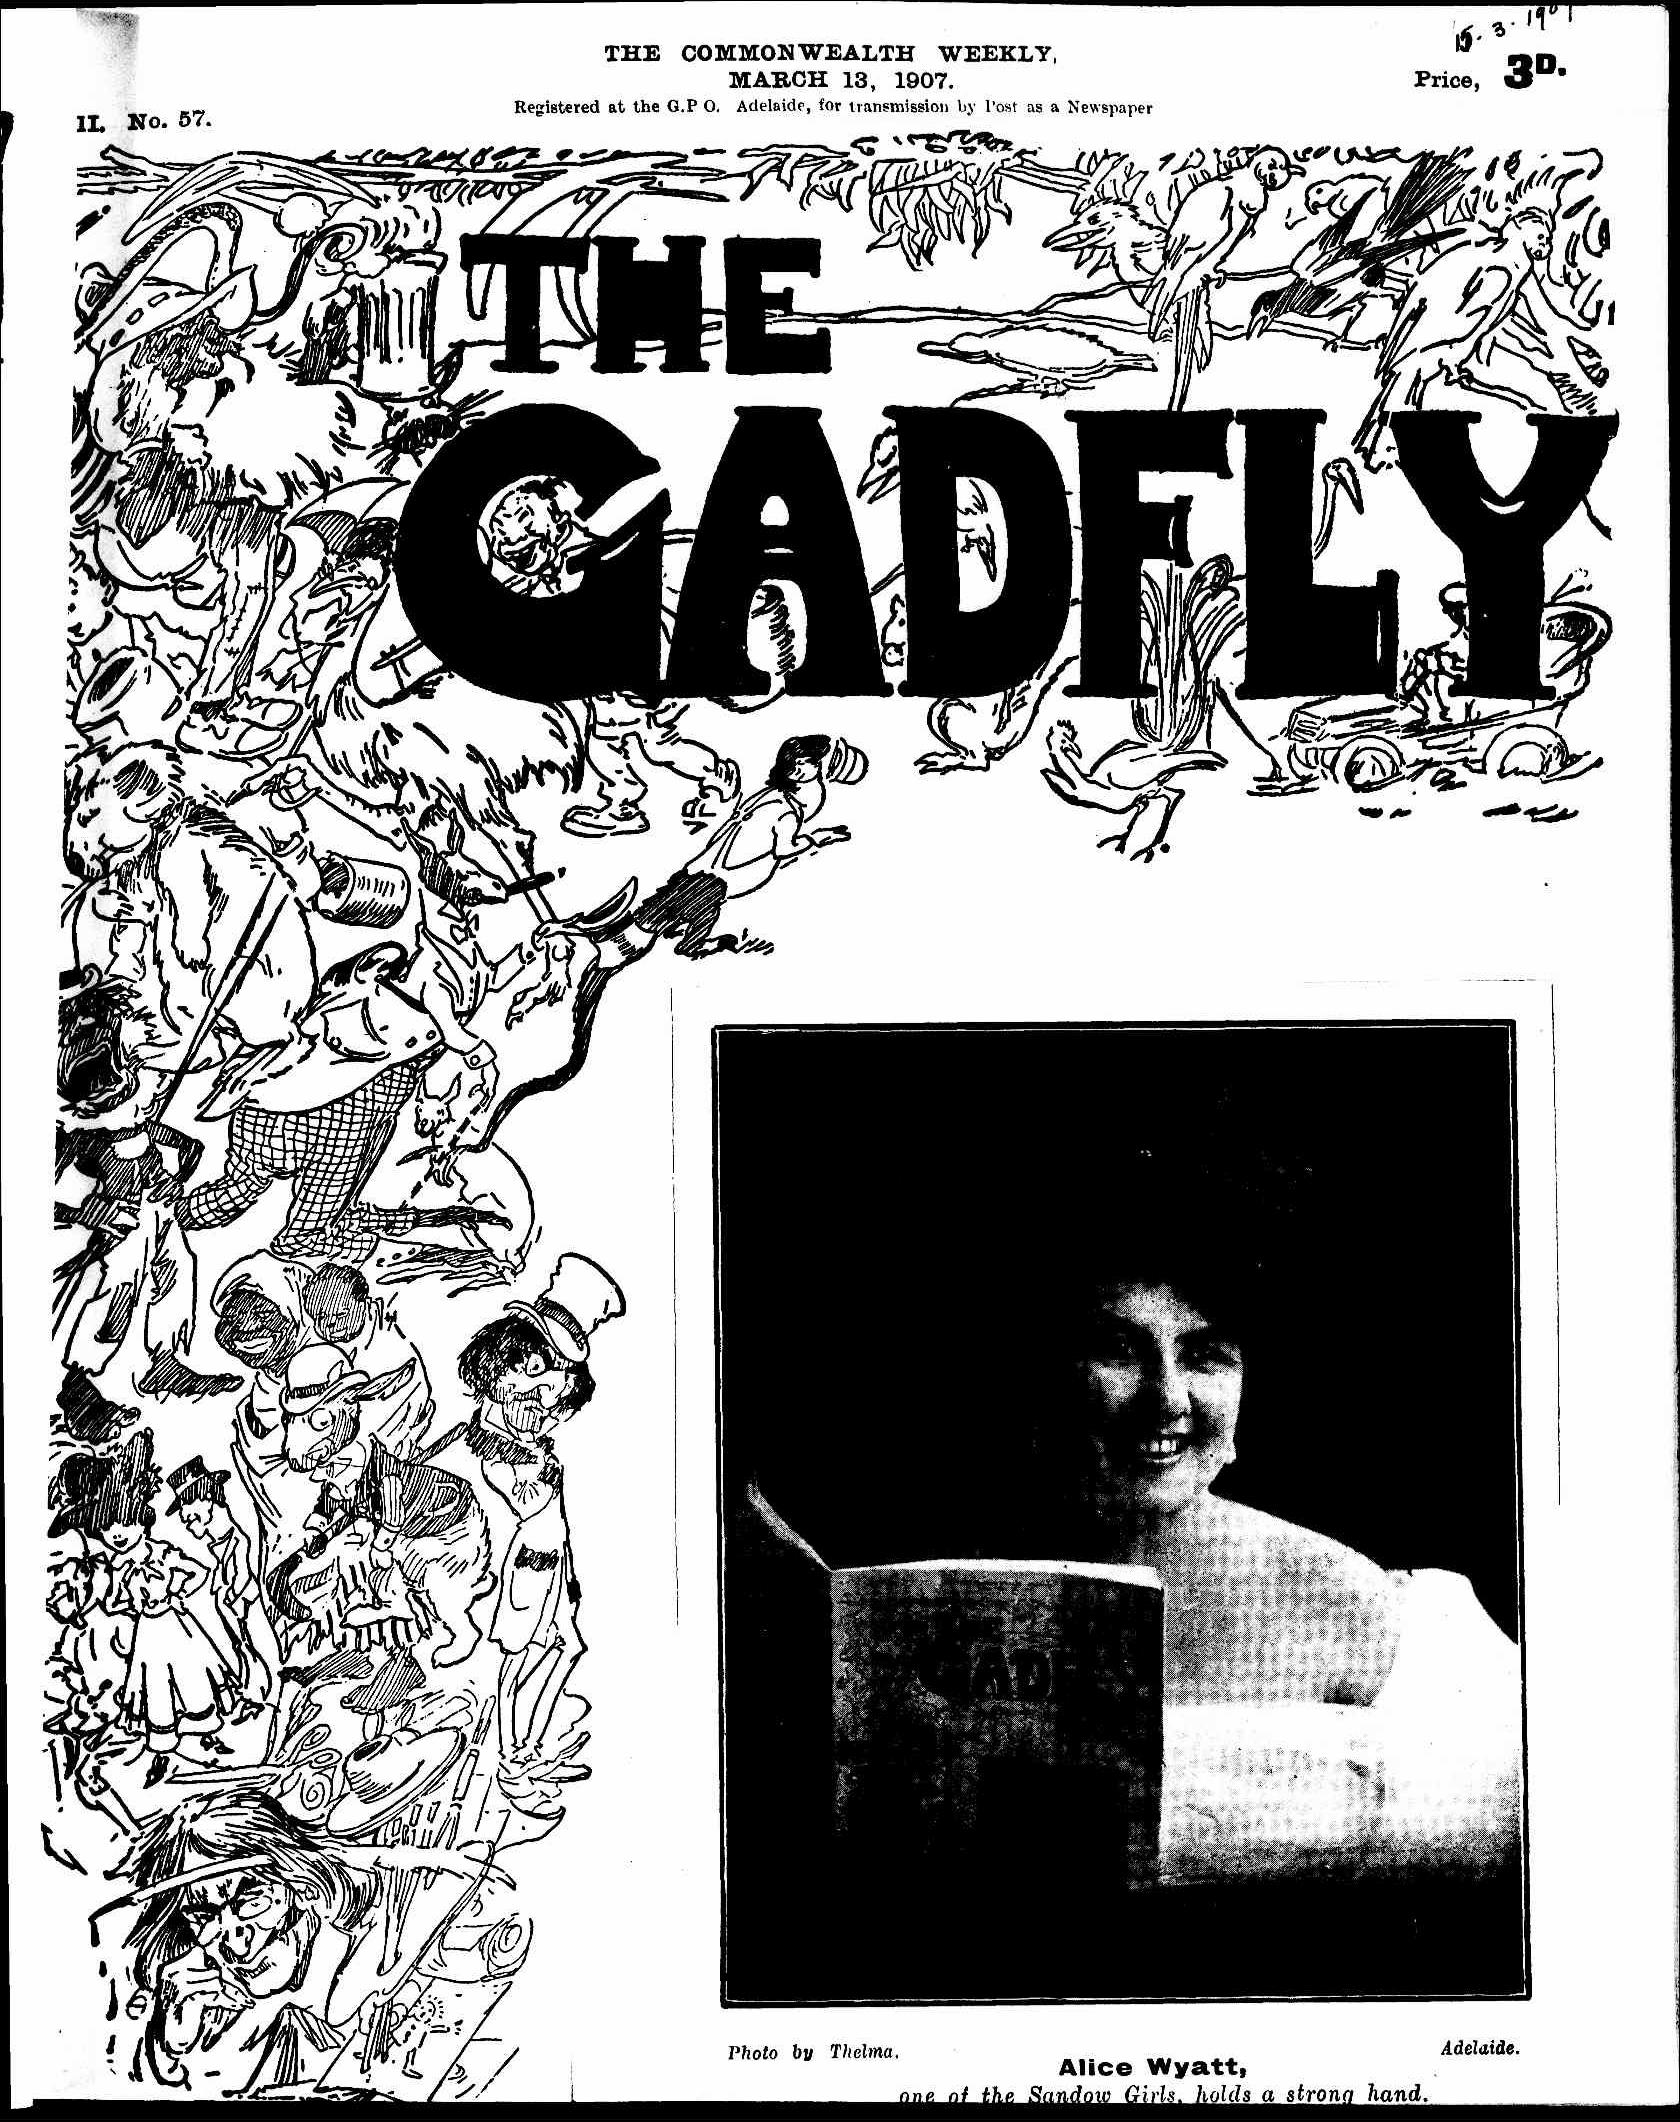 15. 3. 1907
THE COMMONWEALTH WEEKLY,
MARCH 13, 1907.
Price, 3D.
Registered at the G.P O. Adelaide, for transmission by Post as a Newspaper
II. No. 57.
THE
GADFLY
GADF
Photo by Thelma.
Adelaide.
Alice Wyatt,
one of the Sandow Girls, holds a strong hand.